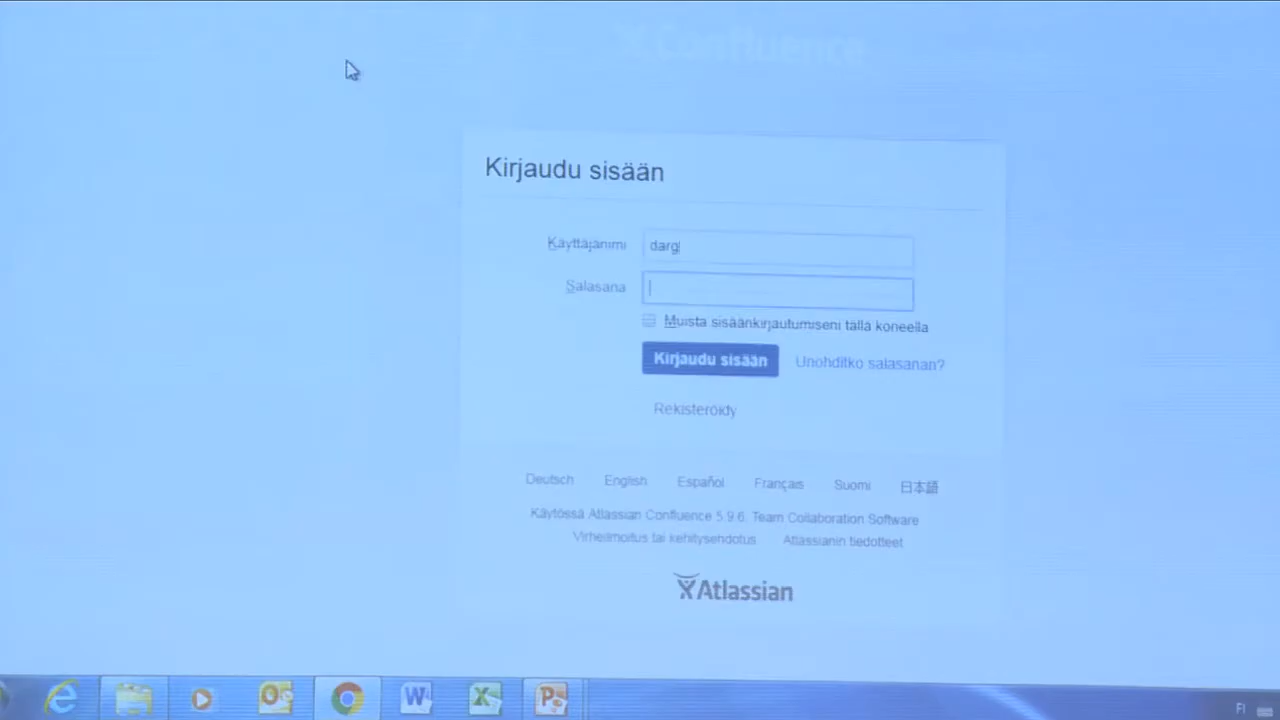 Confluence
Kirjaudu sisään
Käyttäjänimi dargl
Salasana
Muista sisäänkirjautumiseni tällä koneella
Kirjaudu sisään Unohditko salasanan?
Rekisteröidy
Deutsch English Español Français Suomi 日本語
Käytössä Atlassian Confluence 5.9.6. Team Collaboration Software
Virheilmoitus tai kehitysehdotus Atlassianin tiedotteet
Atlassian
FI